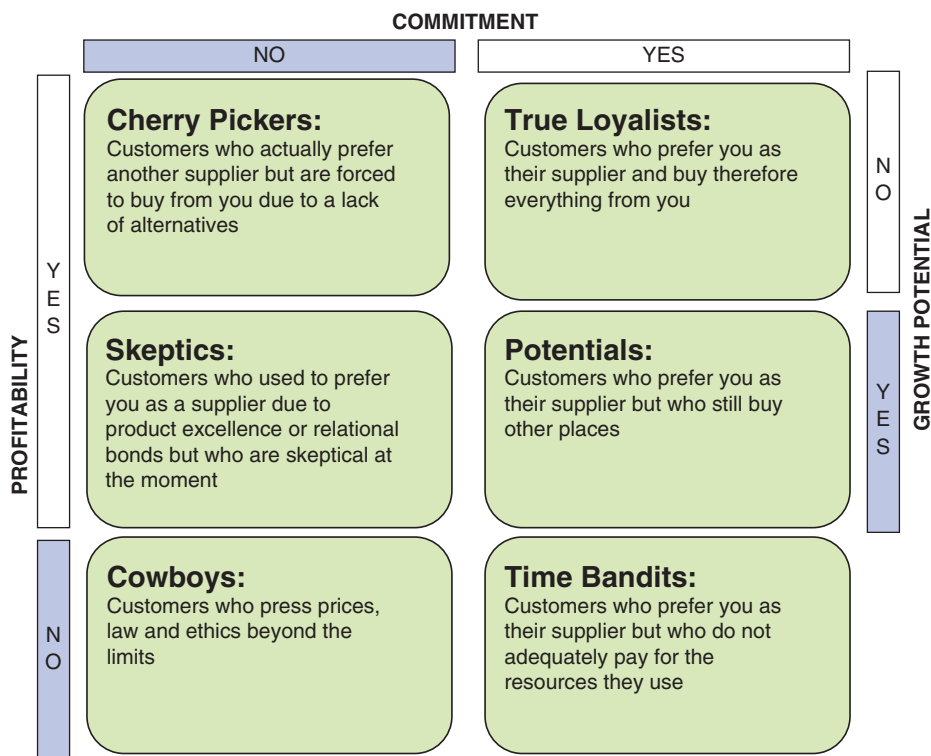 COMMITMENT
NO
YES
Cherry Pickers:
Customers who actually prefer
another supplier but are forced
to buy from you due to a lack
of alternatives
True Loyalists:
Customers who prefer you as
their supplier and buy therefore
everything from you
NO
YES
PROFITABILITY
Skeptics:
Customers who used to prefer
you as a supplier due to
product excellence or relational
bonds but who are skeptical at
the moment
Potentials:
Customers who prefer you as
their supplier but who still buy
other places
YES
GROWTH POTENTIAL
NO
Cowboys:
Customers who press prices,
law and ethics beyond the
limits
Time Bandits:
Customers who prefer you as
their supplier but who do not
adequately pay for the
resources they use